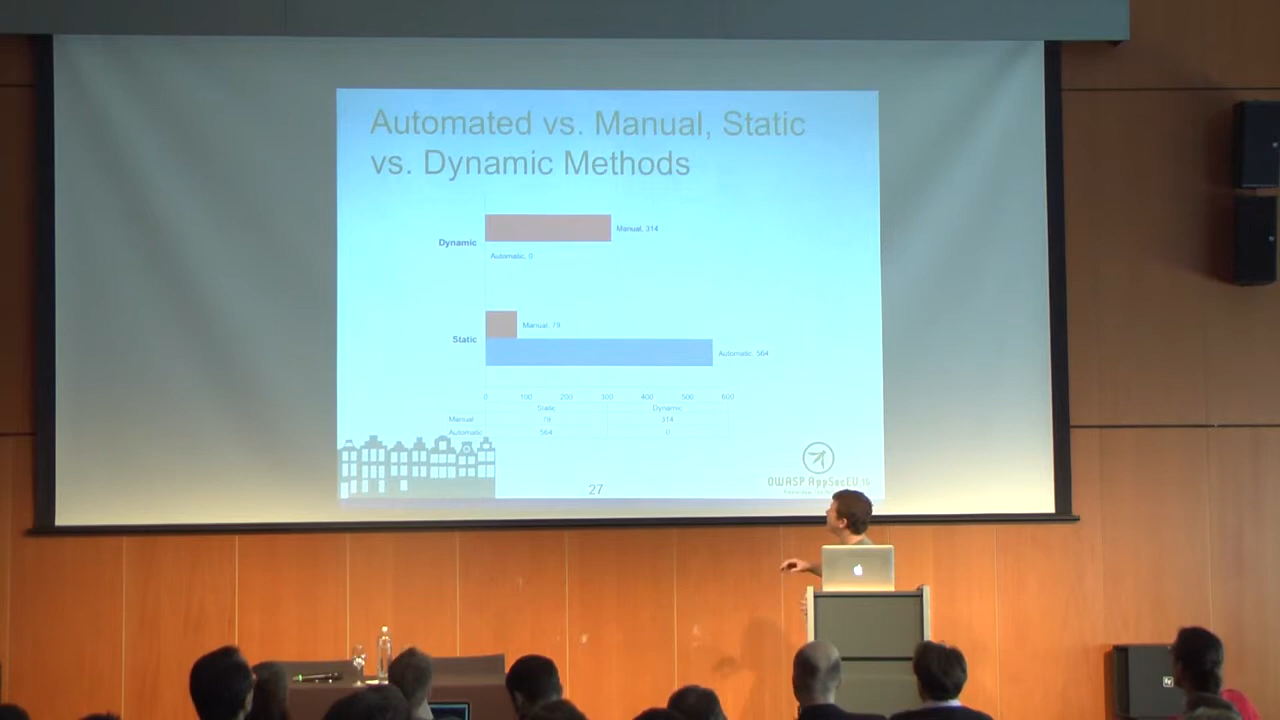 Automated vs. Manual, Static
vs. Dynamic Methods
Dynamic
Manual, 314
Automatic, 0
Static
Manual, 79
Automatic, 564
0 100 200 300 400 500 600
Static Dynamic
Manual 79 314
Automatic 564 0
27
OWASP AppSecEU 15